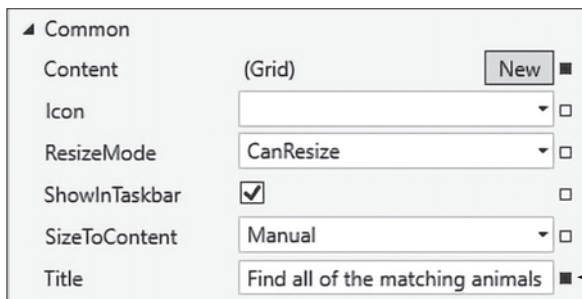 Common
Content (Grid) New
Icon
ResizeMode CanResize
ShowInTaskbar
SizeToContent Manual
Title Find all of the matching animals